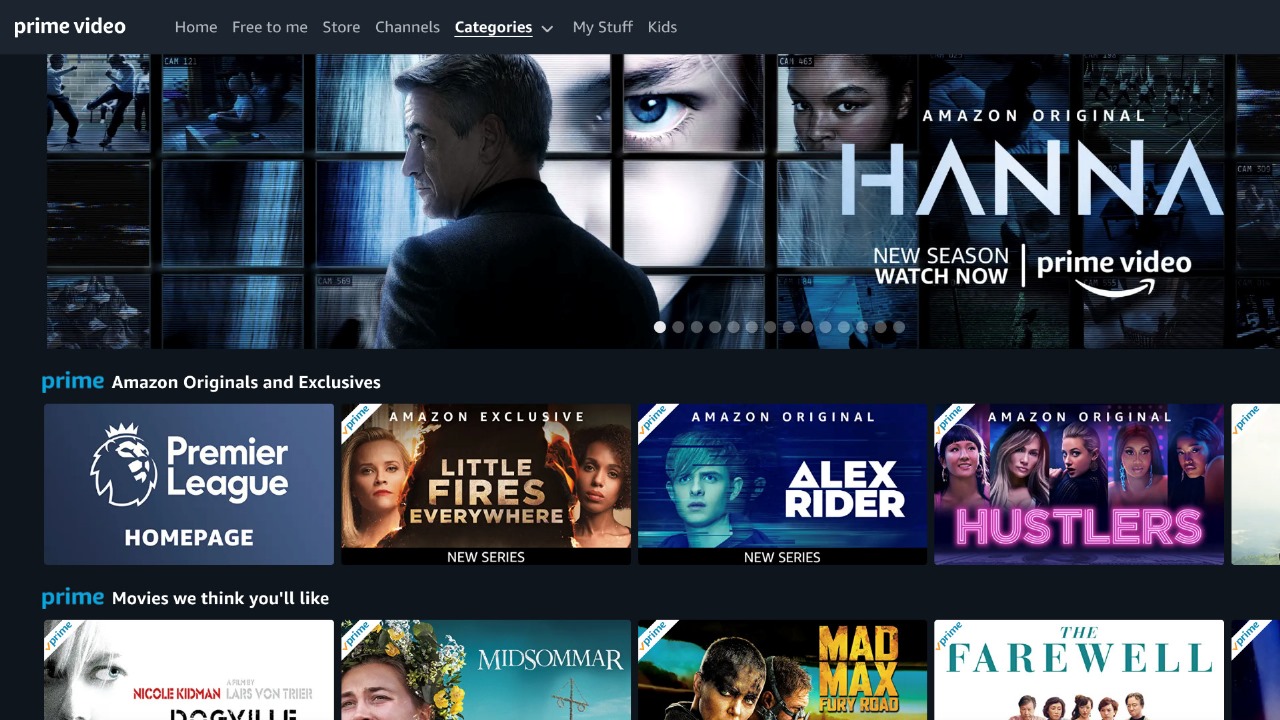 prime video Home Free to me Store Channels Categories My Stuff Kids
CAM 121
CAM 463
AMAZON ORIGINAL
HANNA
NEW SEASON
WATCH NOW
prime video
CAM 569
prime Amazon Originals and Exclusives
Premier
League
HOMEPAGE
prime
AMAZON EXCLUSIVE
LITTLE
FIRES
EVERYWHERE
NEW SERIES
prime
AMAZON ORIGINAL
ALEX
RIDER
NEW SERIES
prime
AMAZON ORIGINAL
HUSTLERS
prime
prime Movies we think you'll like
prime
NICOLE KIDMAN
A FILM BY
LARS VON TRIER
DOGVILLE
prime
MIDSOMMAR
prime
MAD
MAX
FURY ROAD
prime
THE
FAREWELL
prime